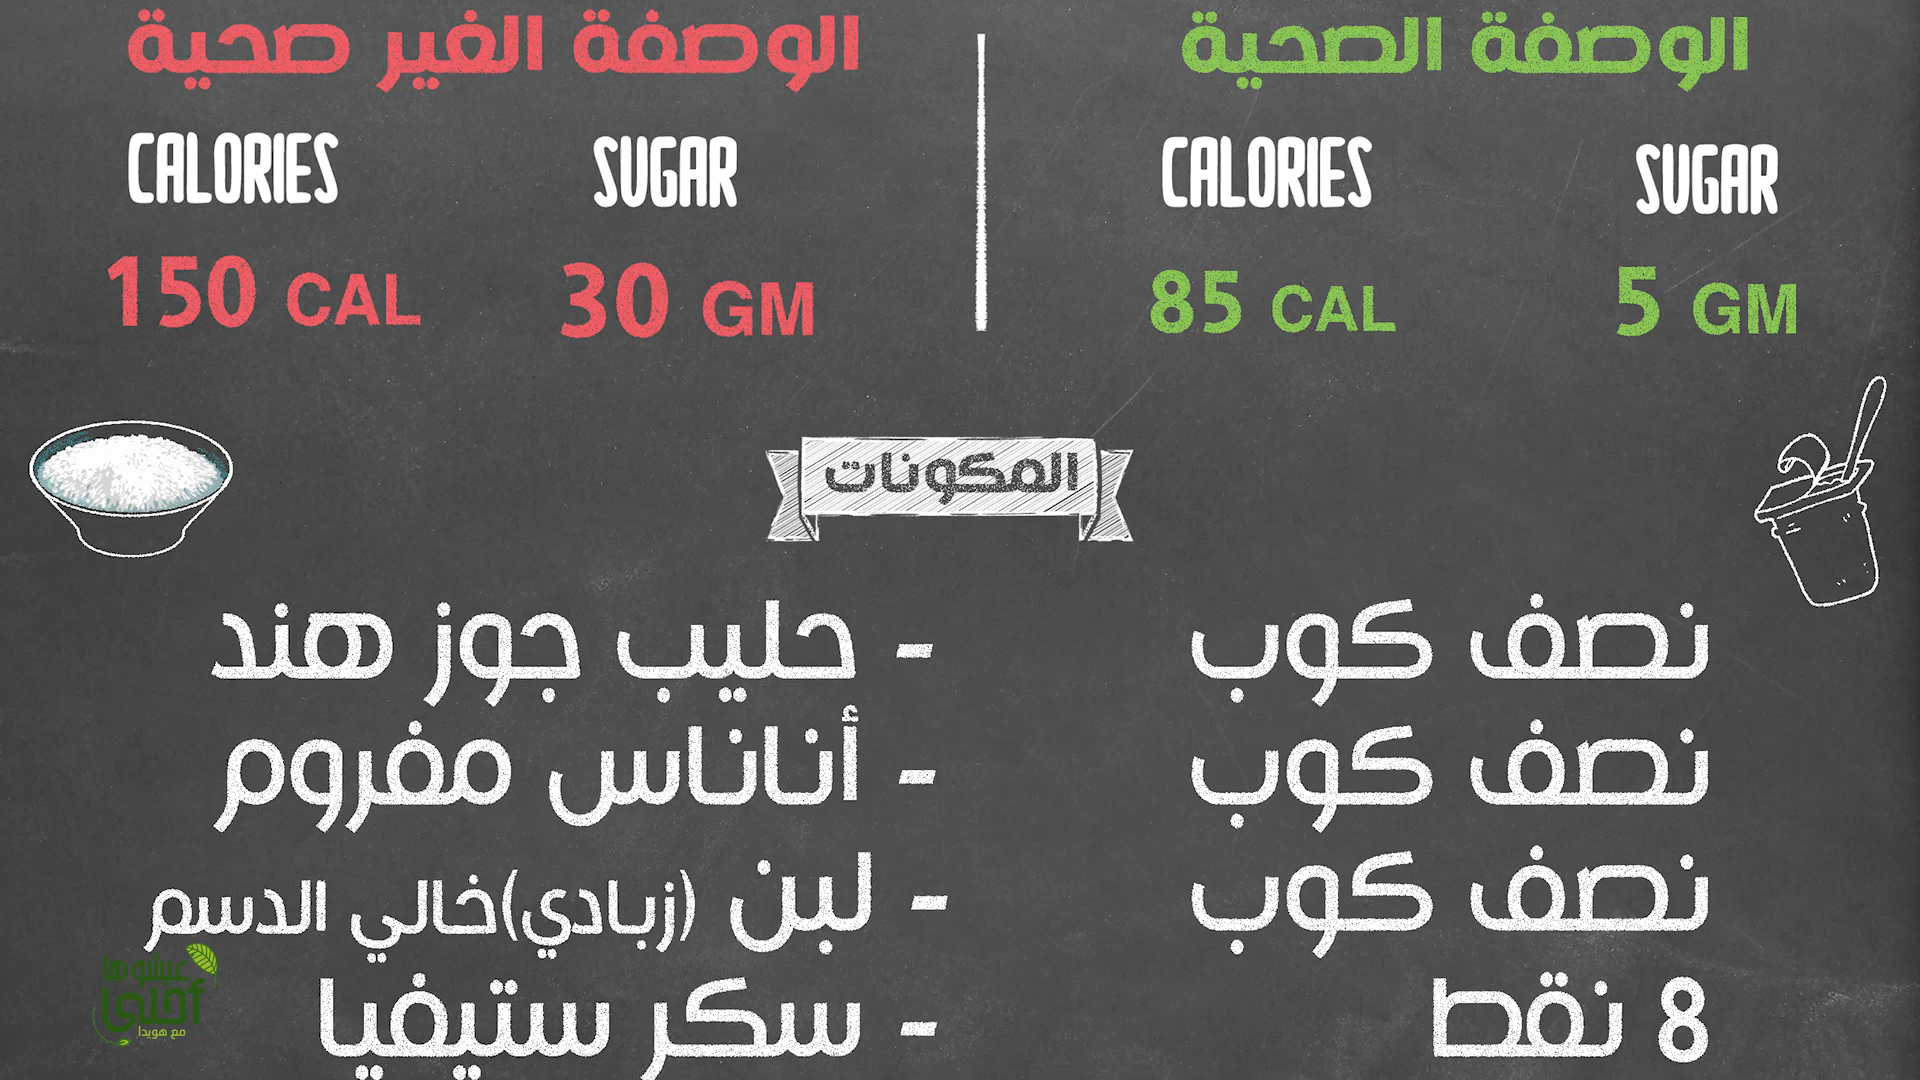 الوصفة الصحية
الوصفة الغير صحية
SUGAR
CALORIES
SUGAR
CALORIES
5 GM
85 CAL
30 GM
150 CAL
المكونات
نصف كوب - حليب جوز هند
نصف كوب - أناناس مفروم
نصف كوب - لبن (زبادي)خالي الدسم
8 نقط - سكر ستيفيا
عيشوها
أحلى
مع هويدا